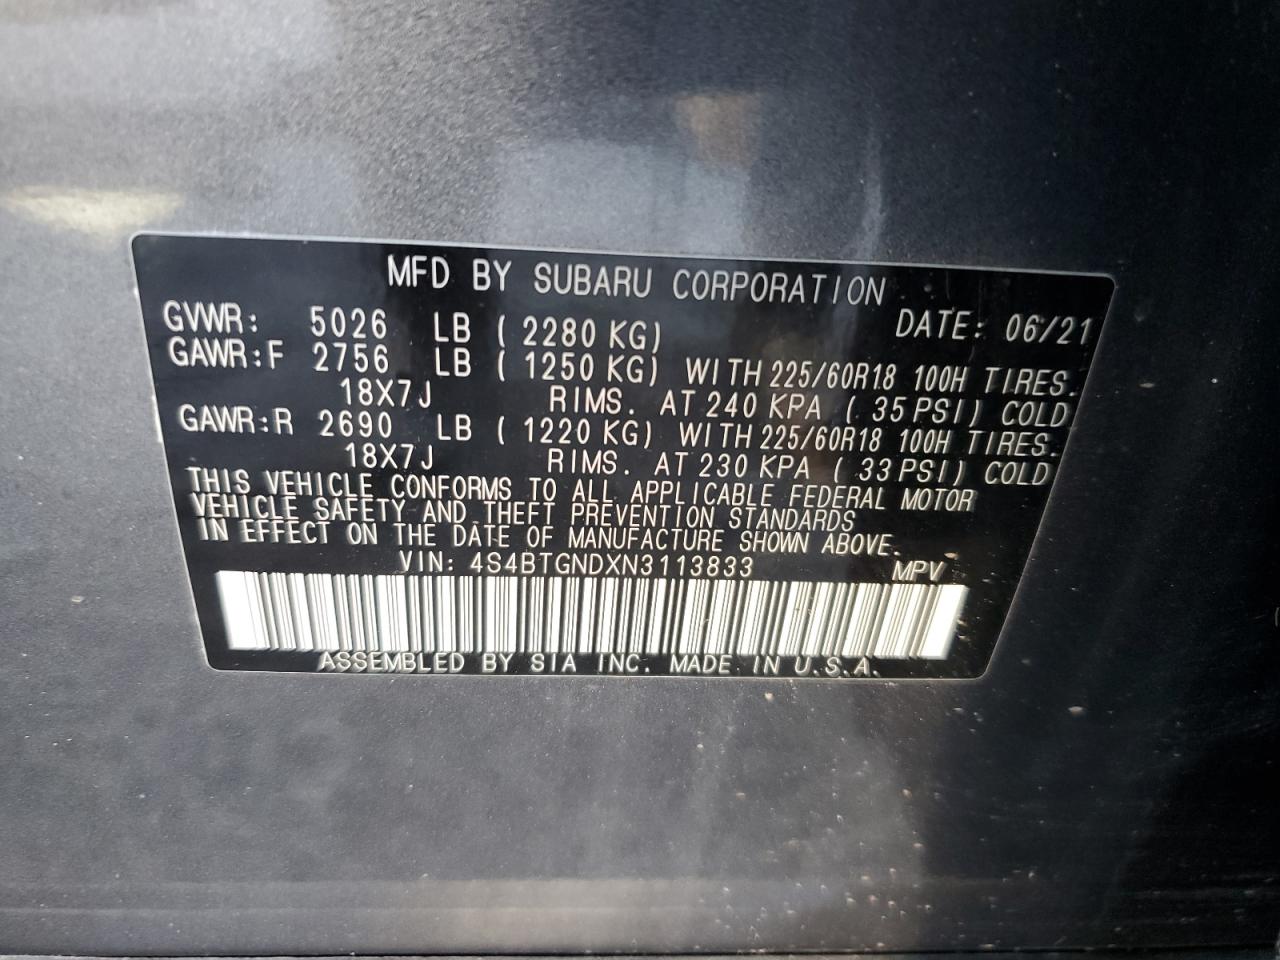 MFD BY SUBARU CORPORATION
GVWR: 5026 LB ( 2280 KG) DATE: 06/21
GAWR:F 2756 LB ( 1250 KG) WITH 225/60R18 100H TIRES.
18X7J RIMS. AT 240 KPA ( 35 PSI) COLD
GAWR:R 2690 LB ( 1220 KG) WITH 225/60R18 100H TIRES.
18X7J RIMS. AT 230 KPA ( 33 PSI) COLD
THIS VEHICLE CONFORMS TO ALL APPLICABLE FEDERAL MOTOR
VEHICLE SAFETY AND THEFT PREVENTION STANDARDS
IN EFFECT ON THE DATE OF MANUFACTURE SHOWN ABOVE.
VIN: 4S4BTGNDXN3113833 MPV
ASSEMBLED BY SIA INC. MADE IN U.S.A.